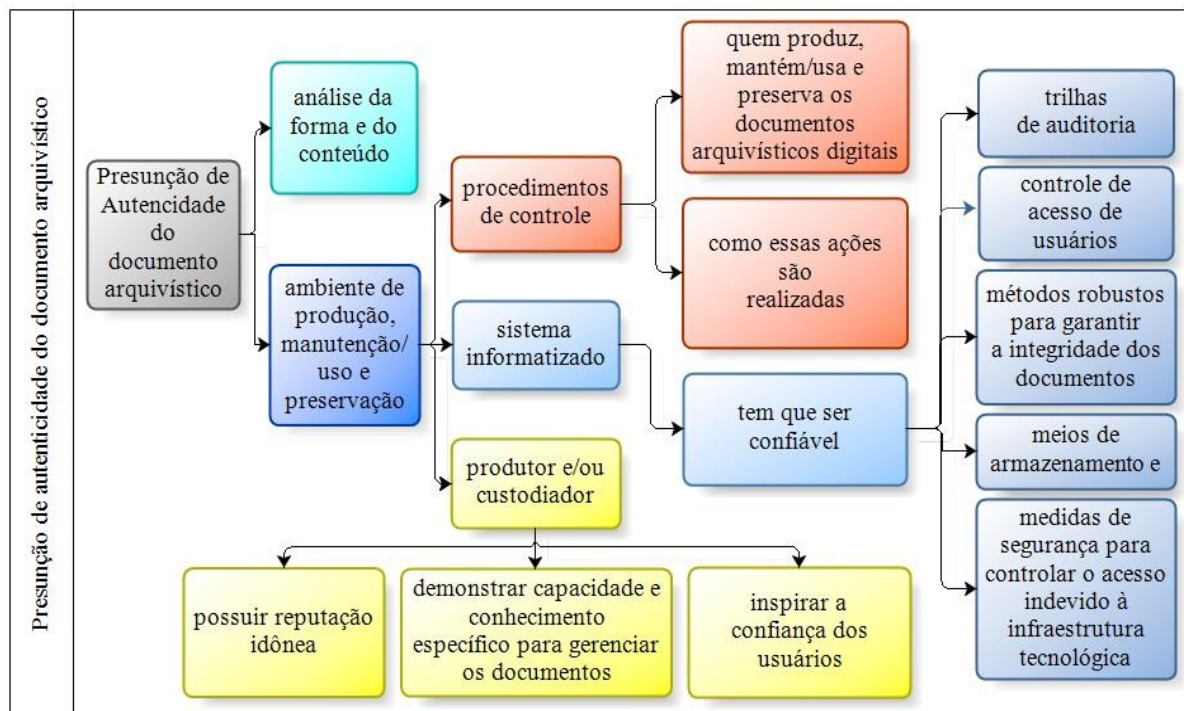 Presunção de autenticidade do documento arquivístico
Presunção de
Autencidade
do
documento
arquivístico
análise da
forma e do
conteúdo
ambiente de
produção,
manutenção/
uso e
preservação
procedimentos
de controle
sistema
informatizado
produtor e/ou
custodiador
quem produz,
mantém/usa e
preserva os
documentos
arquivísticos digitais
como essas ações
são
realizadas
tem que ser
confiável
trilhas
de auditoria
controle de
acesso de
usuários
métodos robustos
para garantir
a integridade dos
documentos
meios de
armazenamento e
medidas de
segurança para
controlar o acesso
indevido à
infraestrutura
tecnológica
possuir reputação
idônea
demonstrar capacidade e
conhecimento
específico para gerenciar
os documentos
inspirar a
confiança dos
usuários